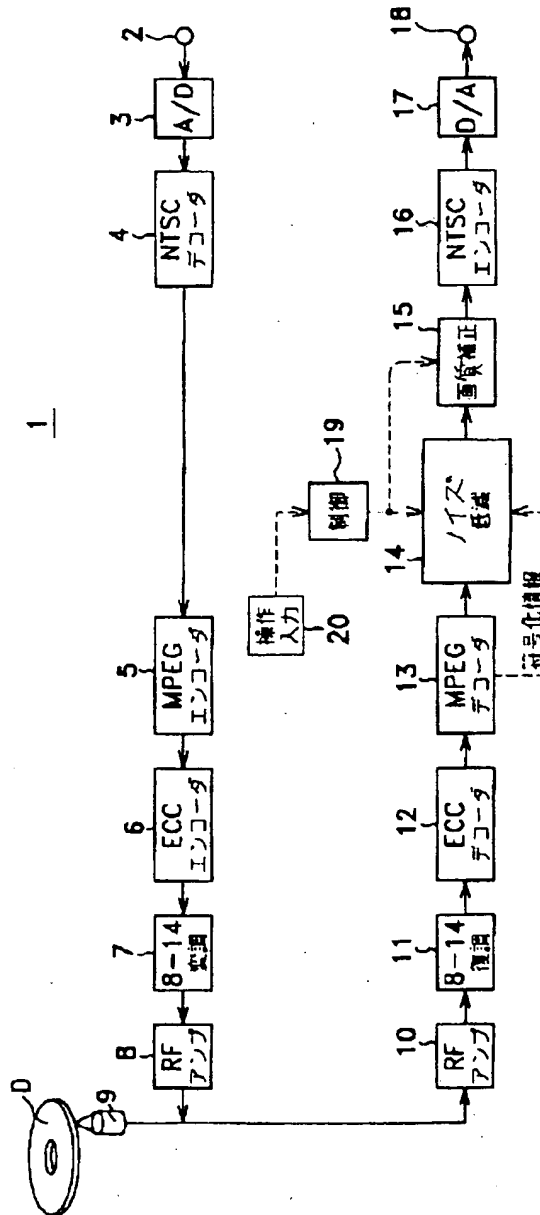 1
D
9
8
RF
アンプ
7
8-14
変調
6
ECC
エンコーダ
5
MPEG
エンコーダ
4
NTSC
デコーダ
3
A/D
2
20
操作
入力
19
制御
10
RF
アンプ
11
8-14
復調
12
ECC
デコーダ
13
MPEG
デコーダ
符号化情報
14
ノイズ
低減
15
画質補正
16
NTSC
エンコーダ
17
D/A
18